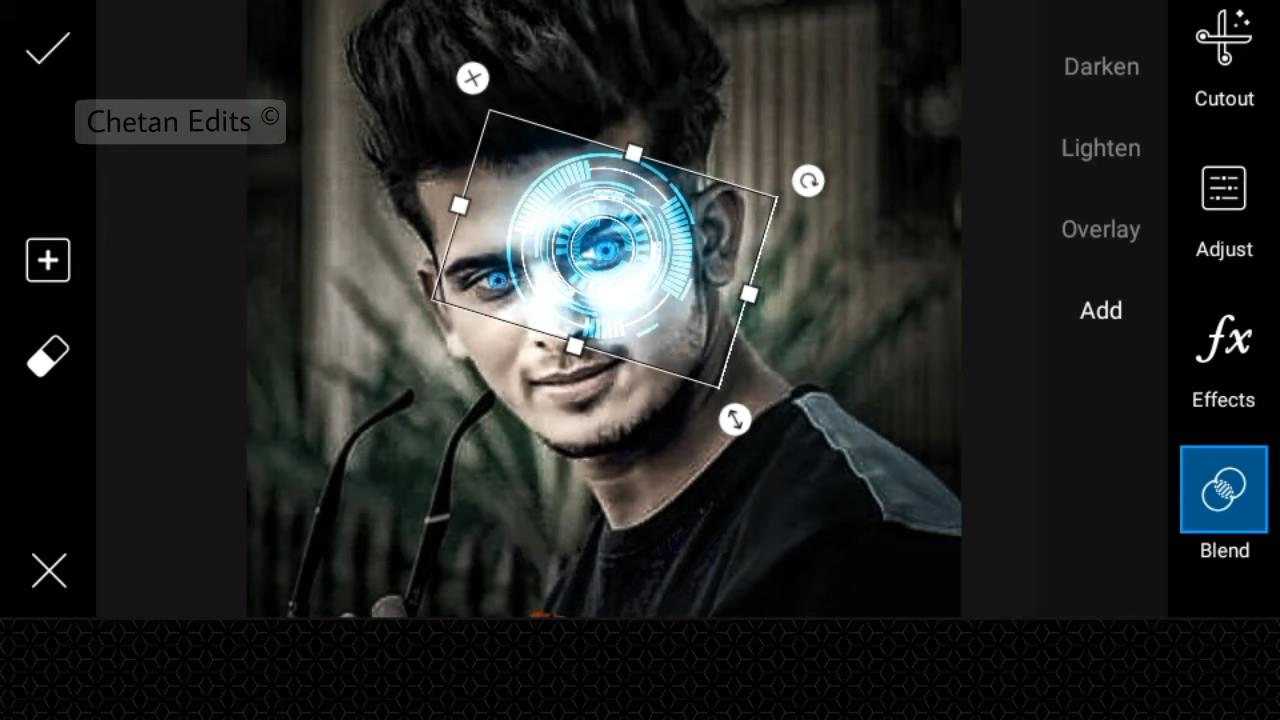 Chetan Edits ©
Darken
Lighten
Overlay
Add
Cutout
Adjust
fx
Effects
Blend